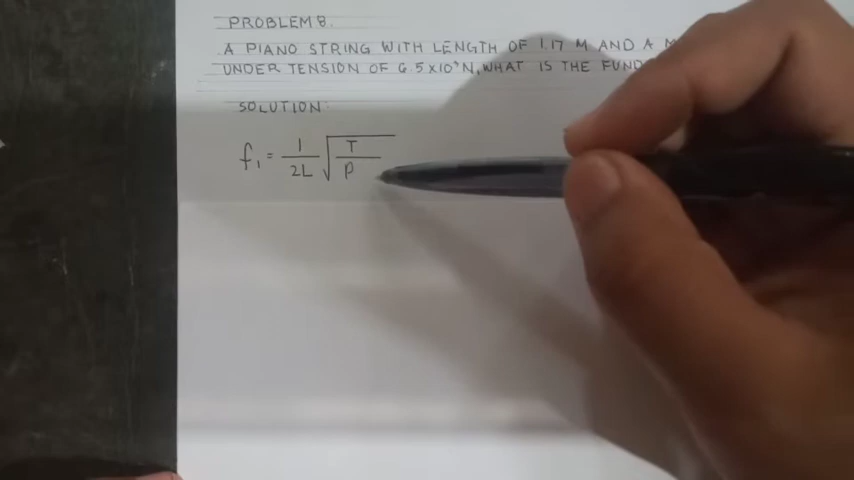 PROBLEM 8.
A PIANO STRING WITH LENGTH OF 1.17 M AND A
UNDER TENSION OF 6.5X10³N, WHAT IS THE FUND
SOLUTION:
f₁ = 1/2L √T/P